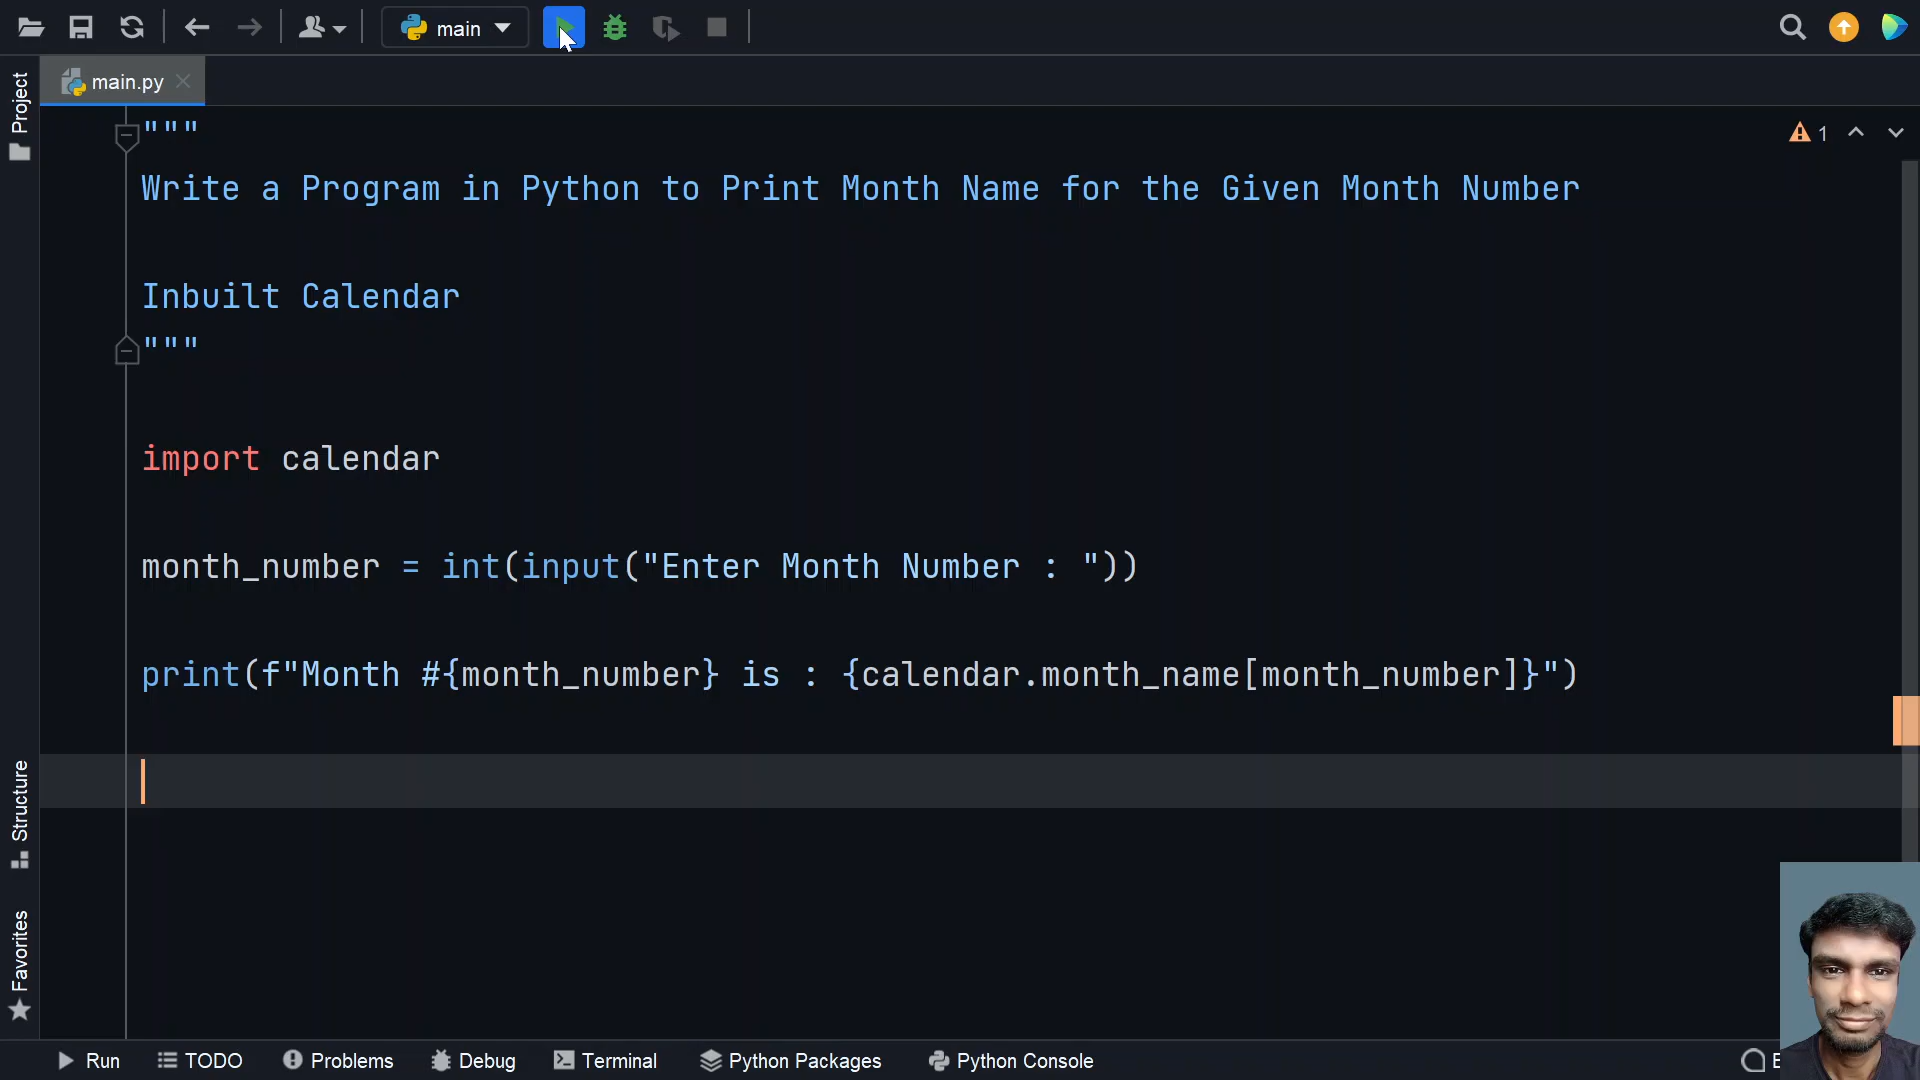 main
Project
main.py
"""
1
Write a Program in Python to Print Month Name for the Given Month Number
Inbuilt Calendar
"""
import calendar
month_number = int(input("Enter Month Number : "))
print(f"Month #{month_number} is : {calendar.month_name[month_number]}")
Structure
Favorites
Run TODO Problems Debug Terminal Python Packages Python Console